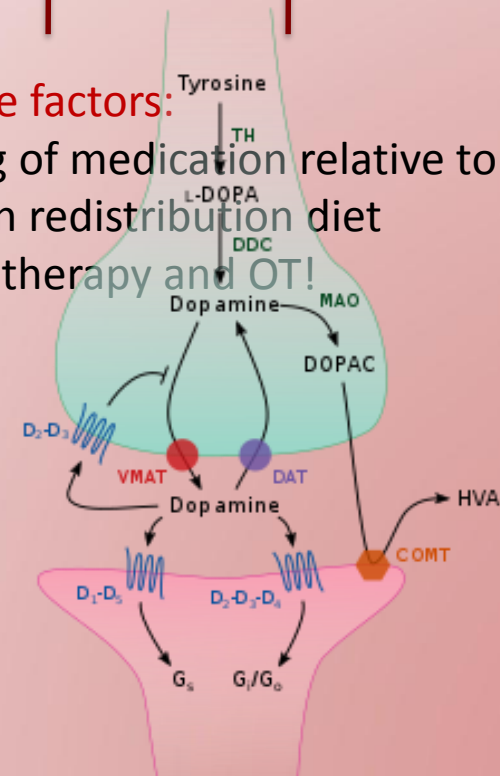 Tyrosine
e factors:
TH
g of medication relative to
L-DOPA
n redistribution diet
DDC
therapy and OT!
Dopamine
MAO
DOPAC
D₂-D₃
VMAT
DAT
Dopamine
HVA
COMT
D₁-D₅
D₂-D₃-D₄
Gₛ
Gᵢ/Gₒ